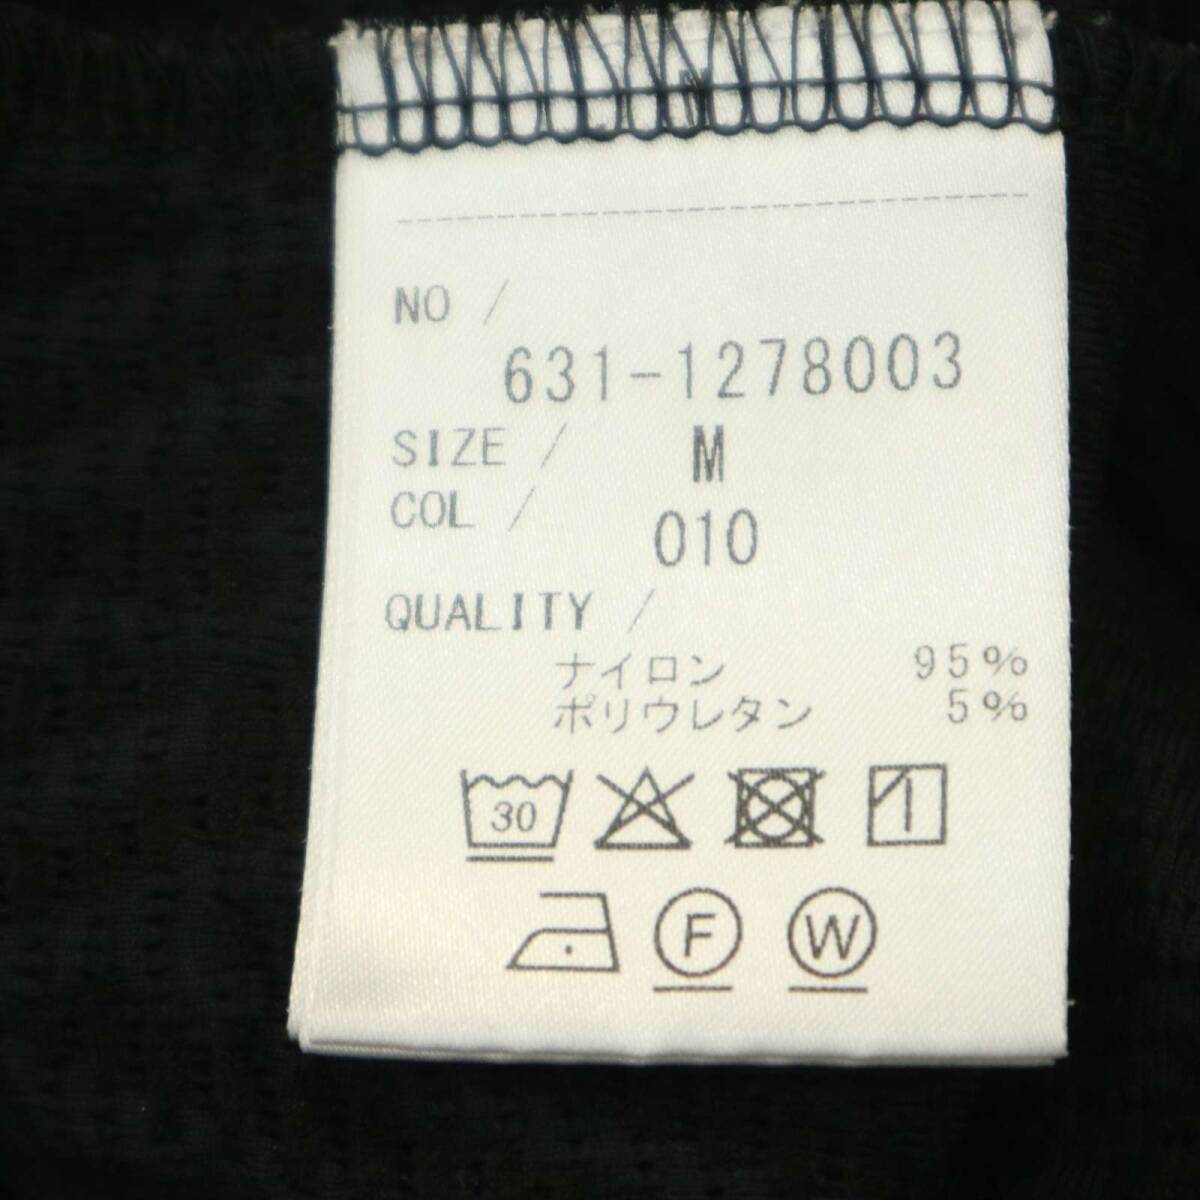 NO /
631-1278003
SIZE / M
COL / 010
QUALITY /
ナイロン 95%
ポリウレタン 5%
30
F W